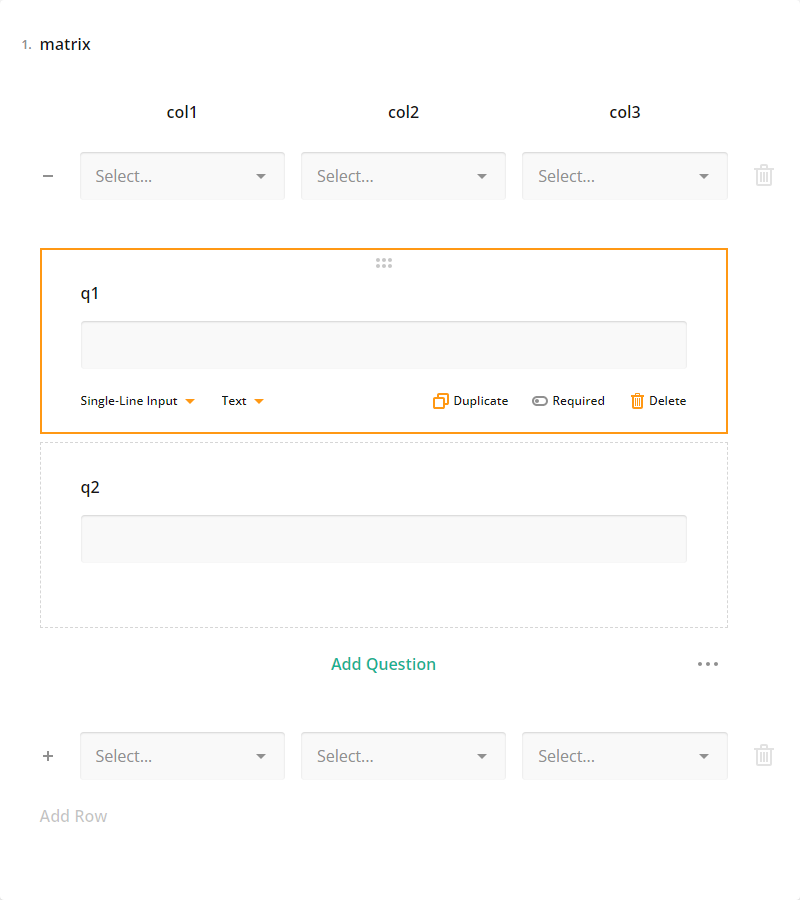 1. matrix
col1 col2 col3
Select... Select... Select...
q1
Single-Line Input Text Duplicate Required Delete
q2
Add Question
Select... Select... Select...
Add Row